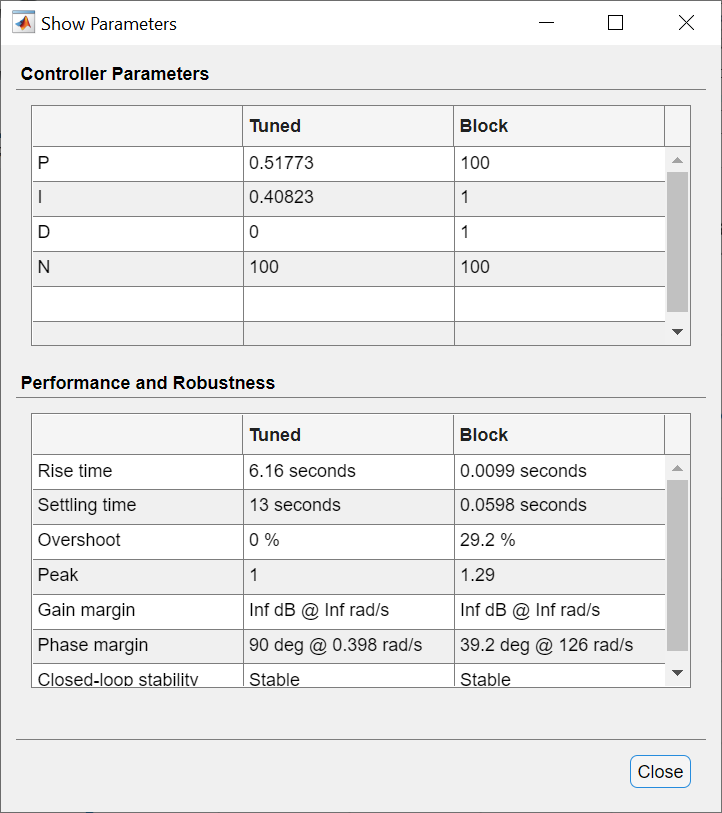 Show Parameters
Controller Parameters
Tuned Block
P 0.51773 100
I 0.40823 1
D 0 1
N 100 100
Performance and Robustness
Tuned Block
Rise time 6.16 seconds 0.0099 seconds
Settling time 13 seconds 0.0598 seconds
Overshoot 0 % 29.2 %
Peak 1 1.29
Gain margin Inf dB @ Inf rad/s Inf dB @ Inf rad/s
Phase margin 90 deg @ 0.398 rad/s 39.2 deg @ 126 rad/s
Closed-loop stability Stable Stable
Close